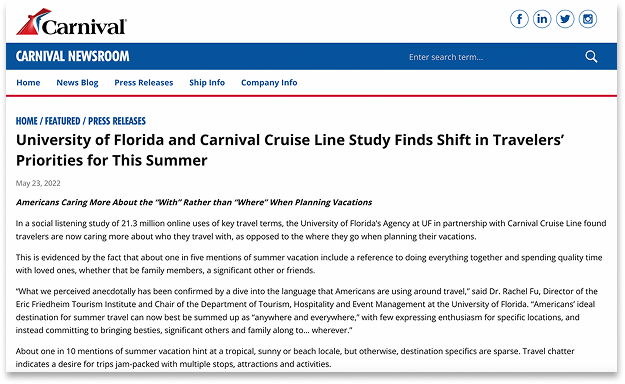 Carnival
CARNIVAL NEWSROOM
Enter search term...
Home News Blog Press Releases Ship Info Company Info
HOME / FEATURED / PRESS RELEASES
University of Florida and Carnival Cruise Line Study Finds Shift in Travelers'
Priorities for This Summer
May 23, 2022
Americans Caring More About the "With" Rather than "Where" When Planning Vacations
In a social listening study of 21.3 million online uses of key travel terms, the University of Florida's Agency at UF in partnership with Carnival Cruise Line found
travelers are now caring more about who they travel with, as opposed to the where they go when planning their vacations.
This is evidenced by the fact that about one in five mentions of summer vacation include a reference to doing everything together and spending quality time
with loved ones, whether that be family members, a significant other or friends.
"What we perceived anecdotally has been confirmed by a dive into the language that Americans are using around travel," said Dr. Rachel Fu, Director of the
Eric Friedheim Tourism Institute and Chair of the Department of Tourism, Hospitality and Event Management at the University of Florida. "Americans' ideal
destination for summer travel can now best be summed up as "anywhere and everywhere," with few expressing enthusiasm for specific locations, and
instead committing to bringing besties, significant others and family along to… wherever."
About one in 10 mentions of summer vacation hint at a tropical, sunny or beach locale, but otherwise, destination specifics are sparse. Travel chatter
indicates a desire for trips jam-packed with multiple stops, attractions and activities.